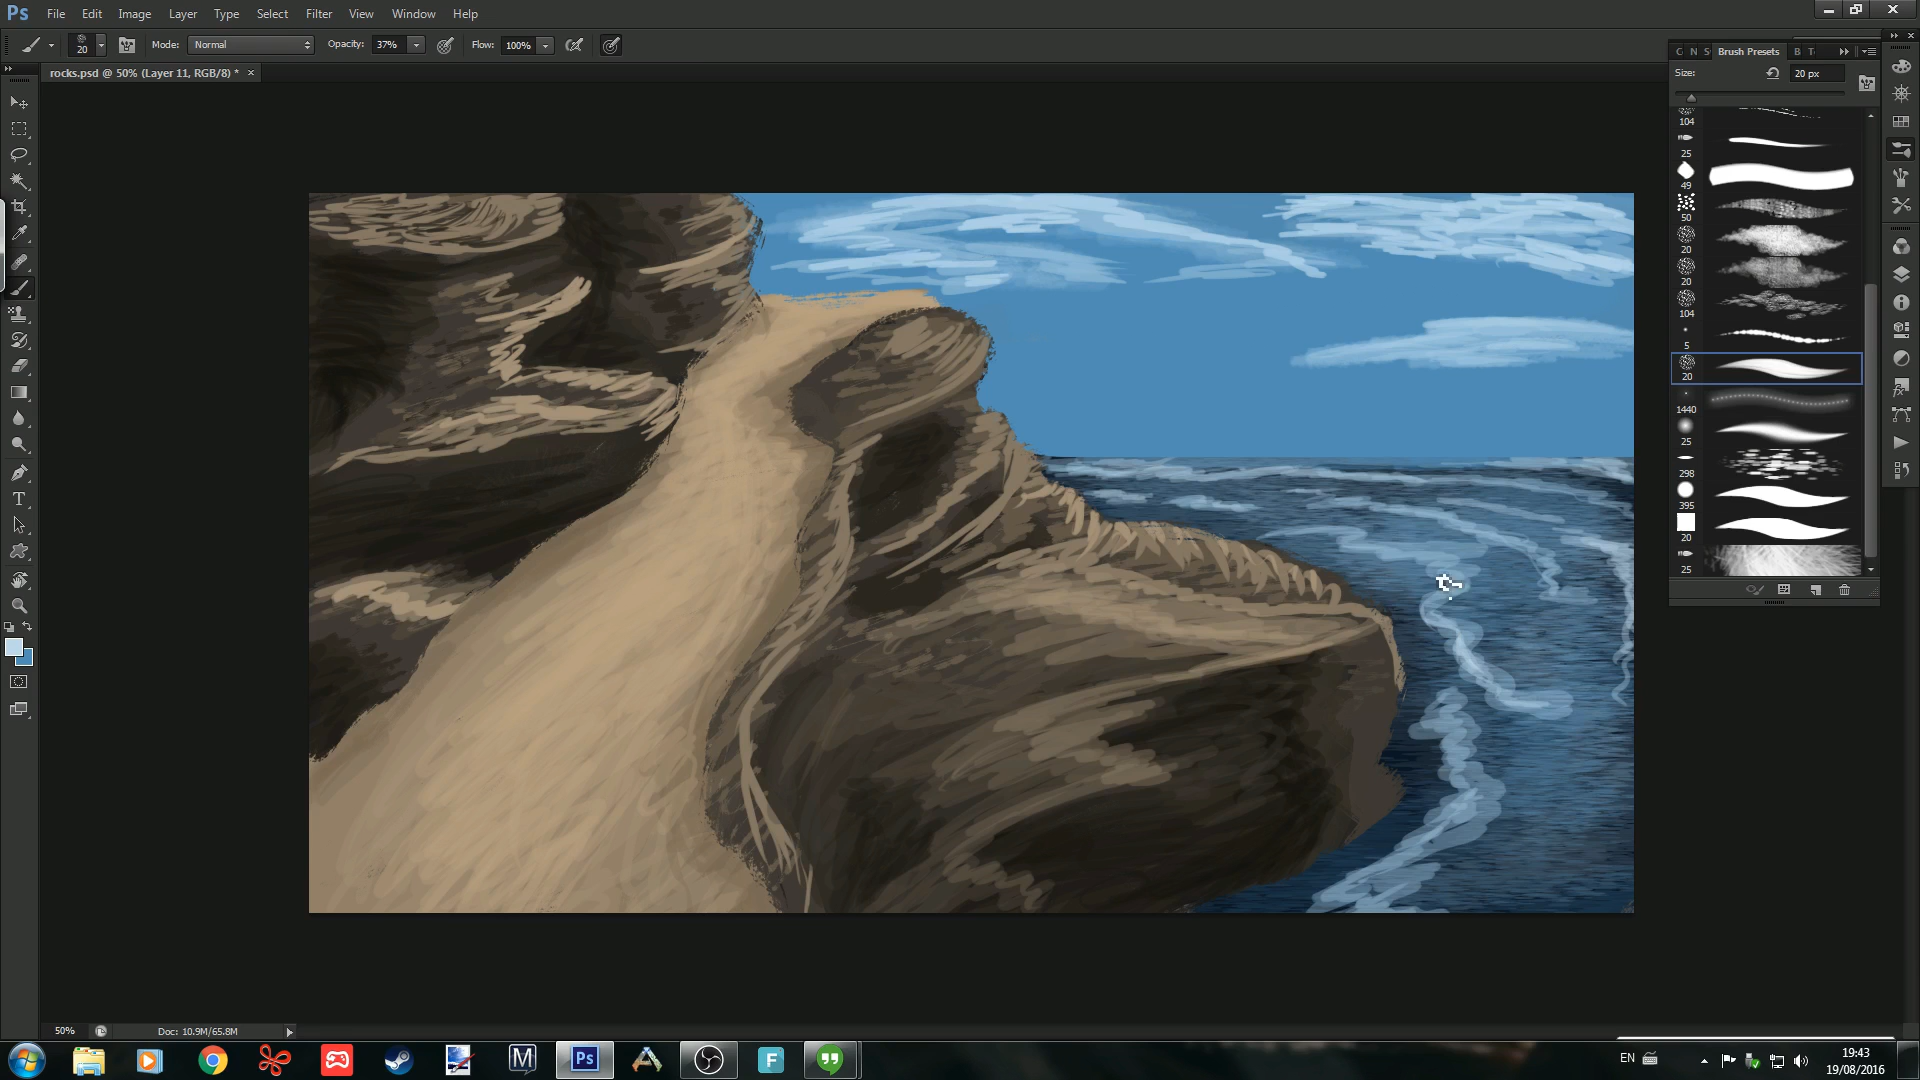 Ps File Edit Image Layer Type Select Filter View Window Help
20 Mode: Normal Opacity: 37% Flow: 100%
rocks.psd @ 50% (Layer 11, RGB/8) * ×
Brush Presets
Size: 20 px
104
25
49
50
20
20
104
5
20
1440
25
298
395
20
25
T
50% Doc: 10.9M/65.8M
M Ps F
EN
19:43
19/08/2016